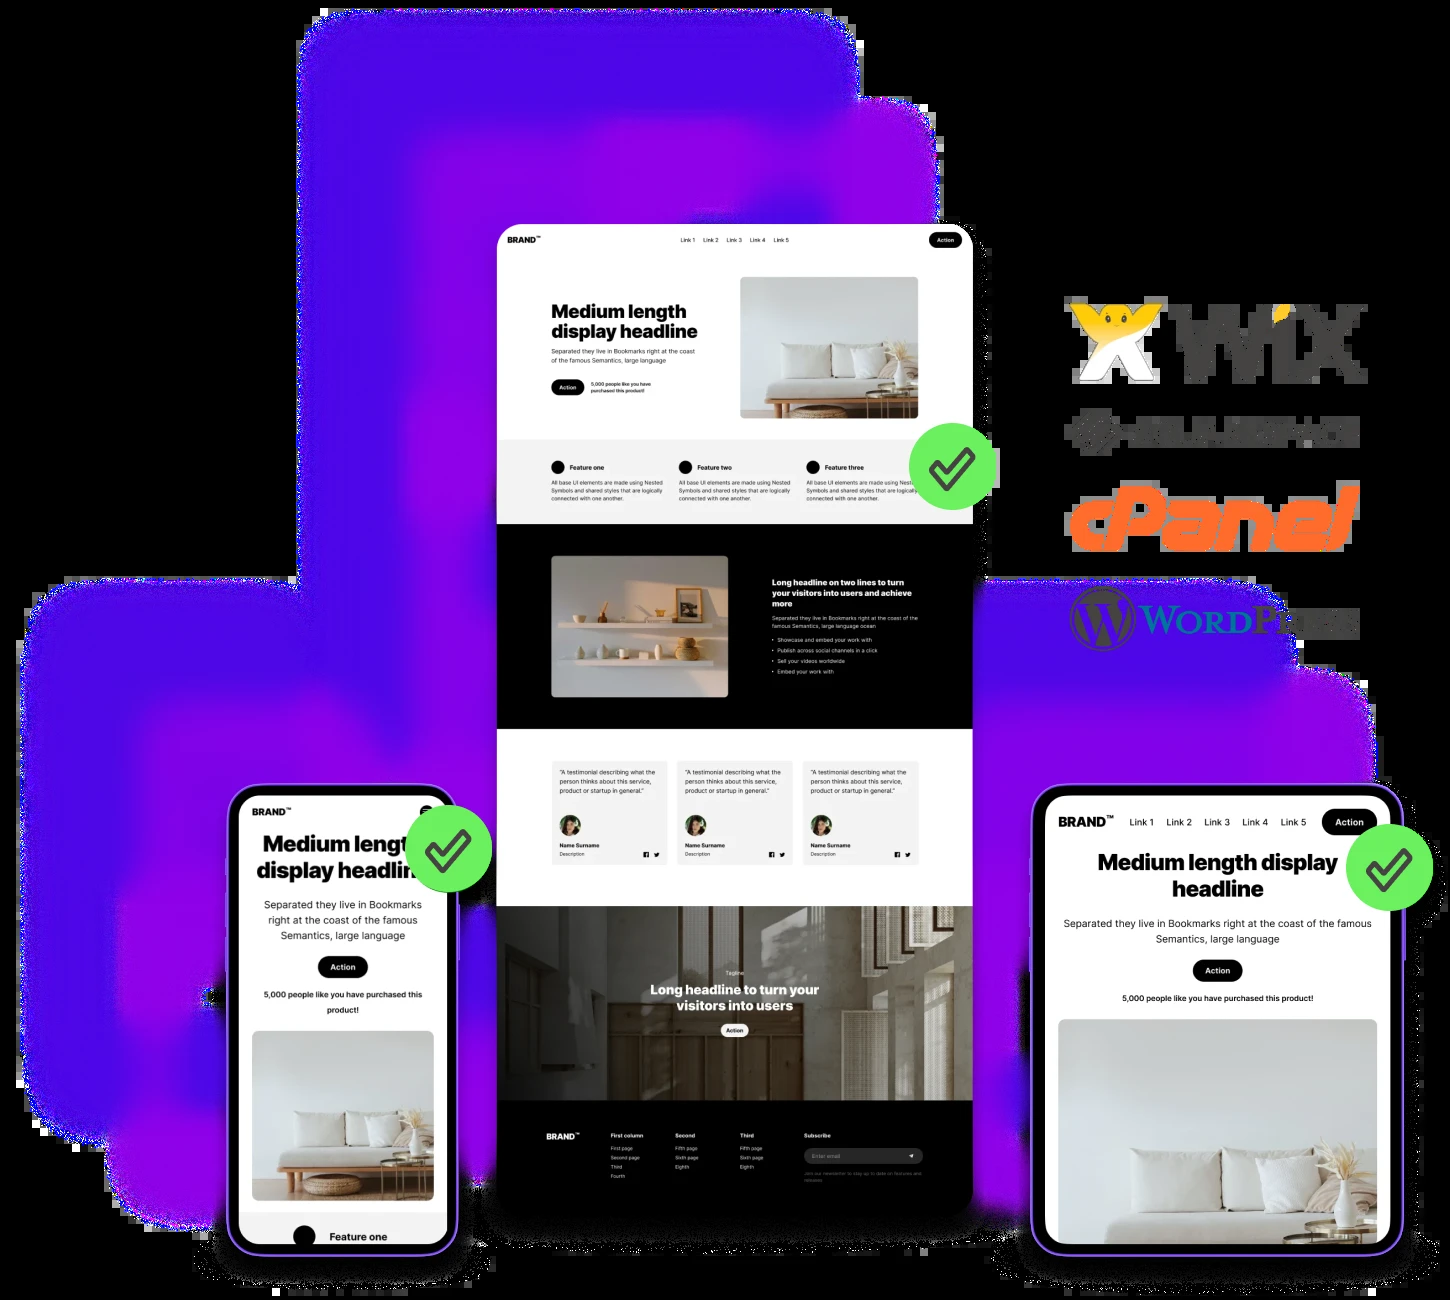 BRAND™
Link 1 Link 2 Link 3 Link 4 Link 5
Action
Medium length
display headline
Separated they live in Bookmarks right at the coast
of the famous Semantics, large language
Action
5,000 people like you have
purchased this product!
Feature one
All base UI elements are made using Nested
Symbols and shared styles that are logically
connected with one another.
Feature two
All base UI elements are made using Nested
Symbols and shared styles that are logically
connected with one another.
Feature three
All base UI elements are made using Nested
Symbols and shared styles that are logically
connected with one another.
Long headline on two lines to turn
your visitors into users and achieve
more
Separated they live in Bookmarks right at the coast of the
famous Semantics, large language ocean
• Showcase and embed your work with
• Publish across social channels in a click
• Sell your videos worldwide
• Embed your work with
"A testimonial describing what the
person thinks about this service,
product or startup in general."
Name Surname
Description
"A testimonial describing what the
person thinks about this service,
product or startup in general."
Name Surname
Description
"A testimonial describing what the
person thinks about this service,
product or startup in general."
Name Surname
Description
Tagline
Long headline to turn your
visitors into users
Action
BRAND™
First column
First page
Second page
Third
Fourth
Second
Fifth page
Sixth page
Eighth
Third
Fifth page
Sixth page
Eighth
Subscribe
Enter email
Join our newsletter to stay up to date on features and
releases
WiX
cPanel
WORDPRESS
BRAND™
Medium lengt
display headlin
Separated they live in Bookmarks
right at the coast of the famous
Semantics, large language
Action
5,000 people like you have purchased this
product!
Feature one
BRAND™ Link 1 Link 2 Link 3 Link 4 Link 5 Action
Medium length display
headline
Separated they live in Bookmarks right at the coast of the famous
Semantics, large language
Action
5,000 people like you have purchased this product!